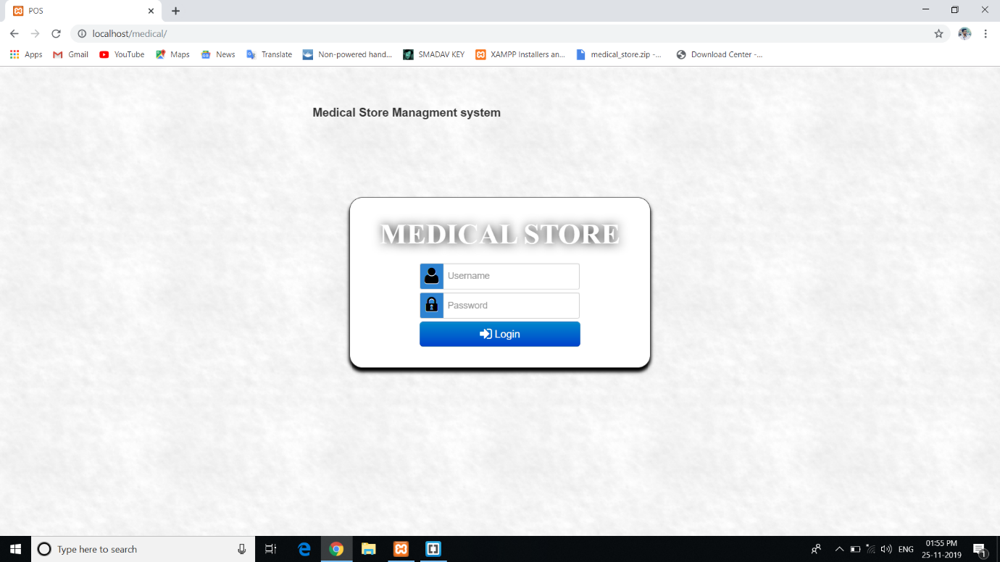 POS
localhost/medical/
Apps Gmail YouTube Maps News Translate Non-powered hand... SMADAV KEY XAMPP Installers an... medical_store.zip -... Download Center -...
Medical Store Managment system
MEDICAL STORE
Username
Password
Login
Type here to search
ENG
01:55 PM
25-11-2019
1